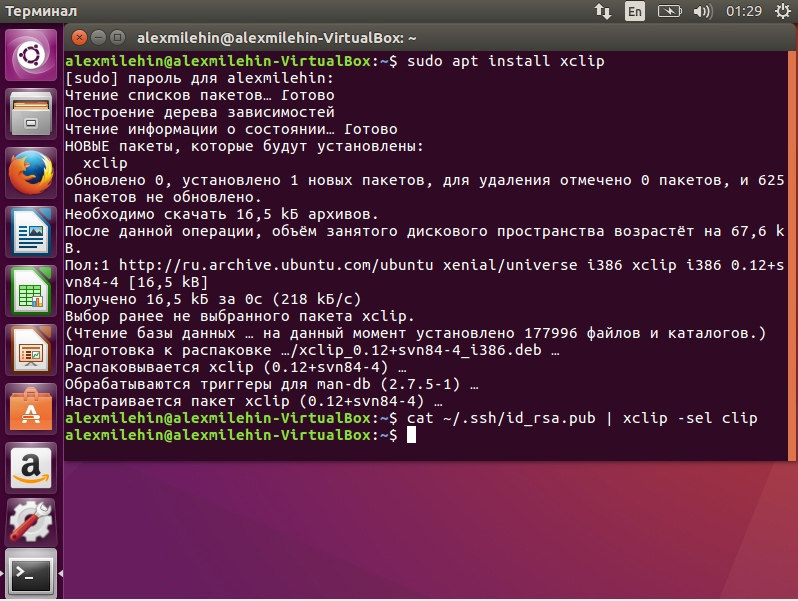 Терминал
En
01:29
alexmilehin@alexmilehin-VirtualBox: ~
alexmilehin@alexmilehin-VirtualBox:~$ sudo apt install xclip
[sudo] пароль для alexmilehin:
Чтение списков пакетов… Готово
Построение дерева зависимостей
Чтение информации о состоянии… Готово
НОВЫЕ пакеты, которые будут установлены:
xclip
обновлено 0, установлено 1 новых пакетов, для удаления отмечено 0 пакетов, и 625
пакетов не обновлено.
Необходимо скачать 16,5 kБ архивов.
После данной операции, объём занятого дискового пространства возрастёт на 67,6 k
B.
Пол:1 http://ru.archive.ubuntu.com/ubuntu xenial/universe i386 xclip i386 0.12+s
vn84-4 [16,5 kB]
Получено 16,5 kБ за 0с (218 kБ/c)
Выбор ранее не выбранного пакета xclip.
(Чтение базы данных … на данный момент установлено 177996 файлов и каталогов.)
Подготовка к распаковке …/xclip_0.12+svn84-4_i386.deb …
Распаковывается xclip (0.12+svn84-4) …
Обрабатываются триггеры для man-db (2.7.5-1) …
Настраивается пакет xclip (0.12+svn84-4) …
alexmilehin@alexmilehin-VirtualBox:~$ cat ~/.ssh/id_rsa.pub | xclip -sel clip
alexmilehin@alexmilehin-VirtualBox:~$